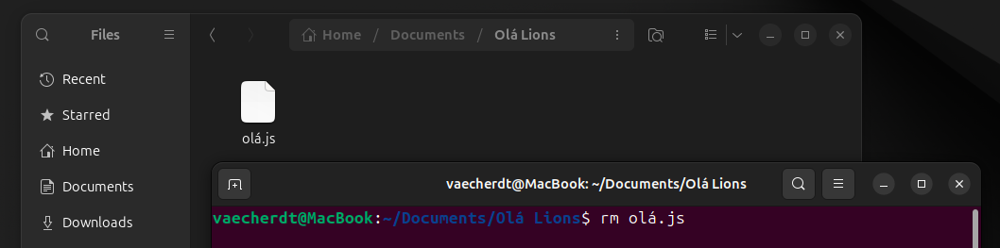 Files
Home / Documents / Olá Lions
Recent
Starred
Home
Documents
Downloads
olá.js
vaecherdt@MacBook: ~/Documents/Olá Lions
vaecherdt@MacBook:~/Documents/Olá Lions$ rm olá.js